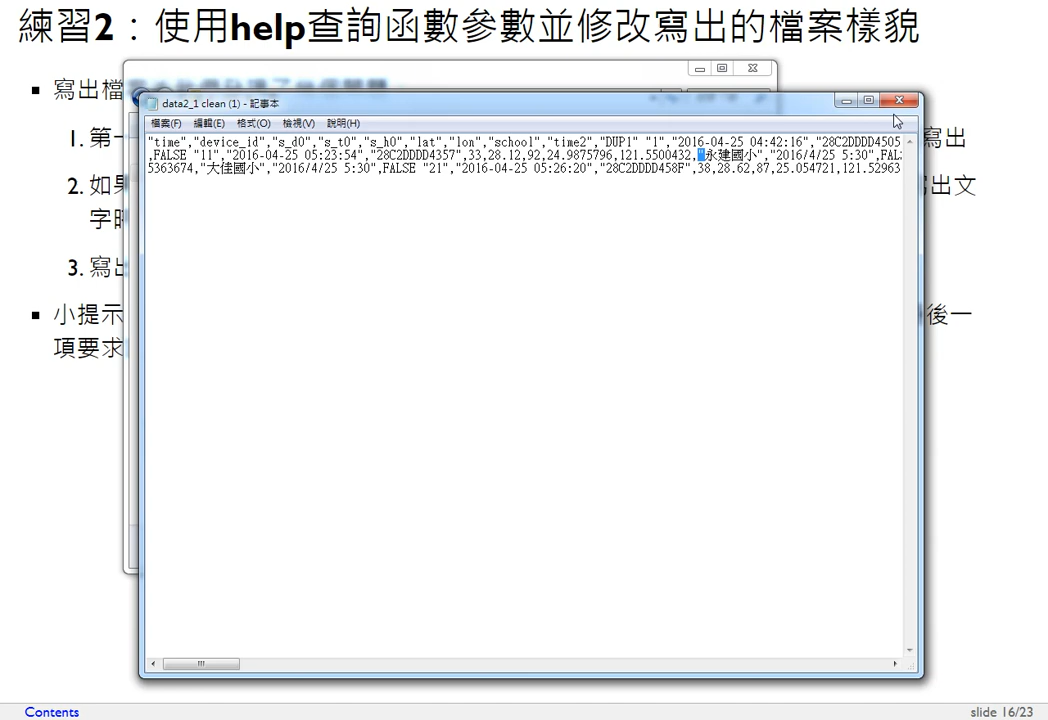 練習2：使用help查詢函數參數並修改寫出的檔案樣貌
寫出檔
1. 第一 寫出
2. 如果 出文
字時
3. 寫出
小提示 後一
項要求
data2_1 clean (1) - 記事本
檔案(F) 編輯(E) 格式(O) 檢視(V) 說明(H)
"time","device_id","s_d0","s_t0","s_h0","lat","lon","school","time2","DUP1" "1","2016-04-25 04:42:16","28C2DDDD4505
,FALSE "11","2016-04-25 05:23:54","28C2DDDD4357",33,28.12,92,24.9875796,121.5500432,"永建國小","2016/4/25 5:30",FAL
5363674,"大佳國小","2016/4/25 5:30",FALSE "21","2016-04-25 05:26:20","28C2DDDD458F",38,28.62,87,25.054721,121.52963
Contents
slide 16/23